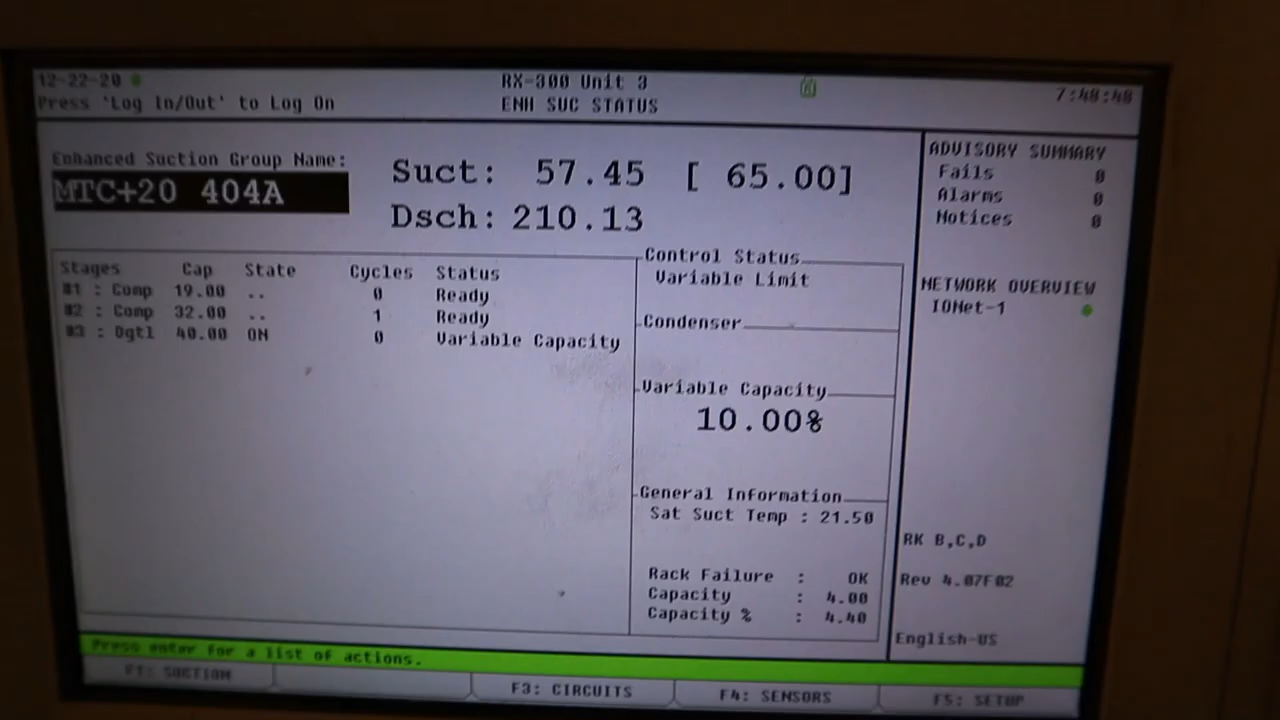 12-22-20
RX-300 Unit 3
7:48:48
Press 'Log In/Out' to Log On
ENH SUC STATUS
Enhanced Suction Group Name:
MTC+20 404A
Suct: 57.45 [ 65.00]
Dsch: 210.13
Stages Cap State Cycles Status
#1 : Comp 19.00 .. 0 Ready
#2 : Comp 32.00 .. 1 Ready
#3 : Dgtl 40.00 ON 0 Variable Capacity
Control Status
Variable Limit
Condenser
Variable Capacity
10.00%
General Information
Sat Suct Temp : 21.50
Rack Failure : OK
Capacity : 4.00
Capacity % : 4.40
ADVISORY SUMMARY
Fails 0
Alarms 0
Notices 0
NETWORK OVERVIEW
IONet-1
RK B,C,D
Rev 4.07F02
English-US
Press enter for a list of actions.
F1: SUCTION
F3: CIRCUITS
F4: SENSORS
F5: SETUP